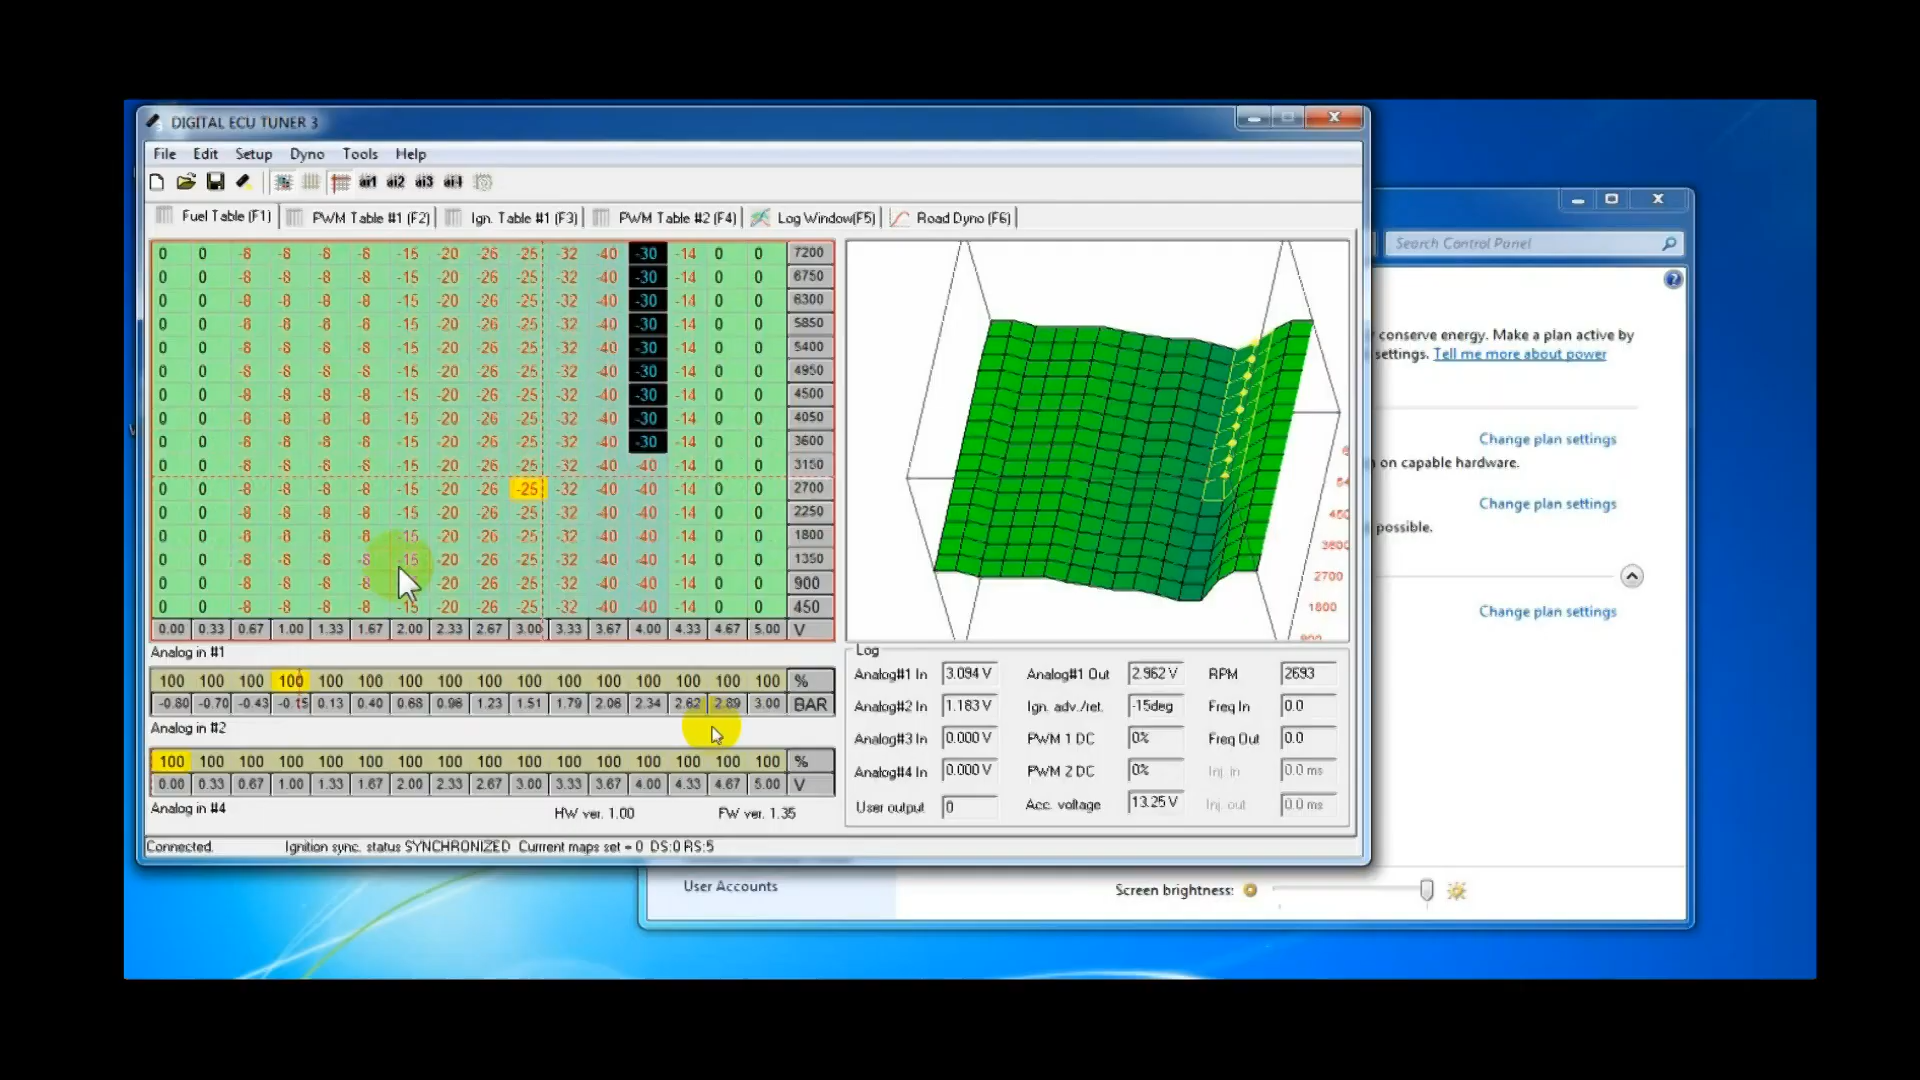 DIGITAL ECU TUNER 3
File Edit Setup Dyno Tools Help
ai1 ai2 ai3 ai4
Fuel Table (F1) PWM Table #1 (F2) Ign. Table #1 (F3) PWM Table #2 (F4) Log Window(F5) Road Dyno (F6)
Search Control Panel
0 0 -8 -8 -8 -8 -15 -20 -26 -25 -32 -40 -30 -14 0 0 7200
0 0 -8 -8 -8 -8 -15 -20 -26 -25 -32 -40 -30 -14 0 0 6750
0 0 -8 -8 -8 -8 -15 -20 -26 -25 -32 -40 -30 -14 0 0 6300
0 0 -8 -8 -8 -8 -15 -20 -26 -25 -32 -40 -30 -14 0 0 5850
0 0 -8 -8 -8 -8 -15 -20 -26 -25 -32 -40 -30 -14 0 0 5400
0 0 -8 -8 -8 -8 -15 -20 -26 -25 -32 -40 -30 -14 0 0 4950
0 0 -8 -8 -8 -8 -15 -20 -26 -25 -32 -40 -30 -14 0 0 4500
0 0 -8 -8 -8 -8 -15 -20 -26 -25 -32 -40 -30 -14 0 0 4050
0 0 -8 -8 -8 -8 -15 -20 -26 -25 -32 -40 -30 -14 0 0 3600
0 0 -8 -8 -8 -8 -15 -20 -26 -25 -32 -40 -40 -14 0 0 3150
0 0 -8 -8 -8 -8 -15 -20 -26 -25 -32 -40 -40 -14 0 0 2700
0 0 -8 -8 -8 -8 -15 -20 -26 -25 -32 -40 -40 -14 0 0 2250
0 0 -8 -8 -8 -8 -15 -20 -26 -25 -32 -40 -40 -14 0 0 1800
0 0 -8 -8 -8 -8 -15 -20 -26 -25 -32 -40 -40 -14 0 0 1350
0 0 -8 -8 -8 -8 -15 -20 -26 -25 -32 -40 -40 -14 0 0 900
0 0 -8 -8 -8 -8 -15 -20 -26 -25 -32 -40 -40 -14 0 0 450
0.00 0.33 0.67 1.00 1.33 1.67 2.00 2.33 2.67 3.00 3.33 3.67 4.00 4.33 4.67 5.00 V
Analog in #1
100 100 100 100 100 100 100 100 100 100 100 100 100 100 100 100 %
-0.80 -0.70 -0.43 -0.15 0.13 0.40 0.68 0.96 1.23 1.51 1.79 2.06 2.34 2.62 2.89 3.00 BAR
Analog in #2
100 100 100 100 100 100 100 100 100 100 100 100 100 100 100 100 %
0.00 0.33 0.67 1.00 1.33 1.67 2.00 2.33 2.67 3.00 3.33 3.67 4.00 4.33 4.67 5.00 V
Analog in #4
HW ver. 1.00 FW ver. 1.35
3600
2700
1800
Log
Analog#1 In 3.094 V Analog#1 Out 2.962 V RPM 2693
Analog#2 In 1.183 V Ign. adv./ret. -15deg Freq In 0.0
Analog#3 In 0.000 V PWM 1 DC 0% Freq Out 0.0
Analog#4 In 0.000 V PWM 2 DC 0% Inj. in 0.0 ms
User output 0 Acc. voltage 13.25 V Inj. out 0.0 ms
Connected. Ignition sync. status SYNCHRONIZED Currrent maps set = 0 DS:0 RS:5
conserve energy. Make a plan active by
settings. Tell me more about power
Change plan settings
on capable hardware.
Change plan settings
possible.
Change plan settings
User Accounts
Screen brightness: